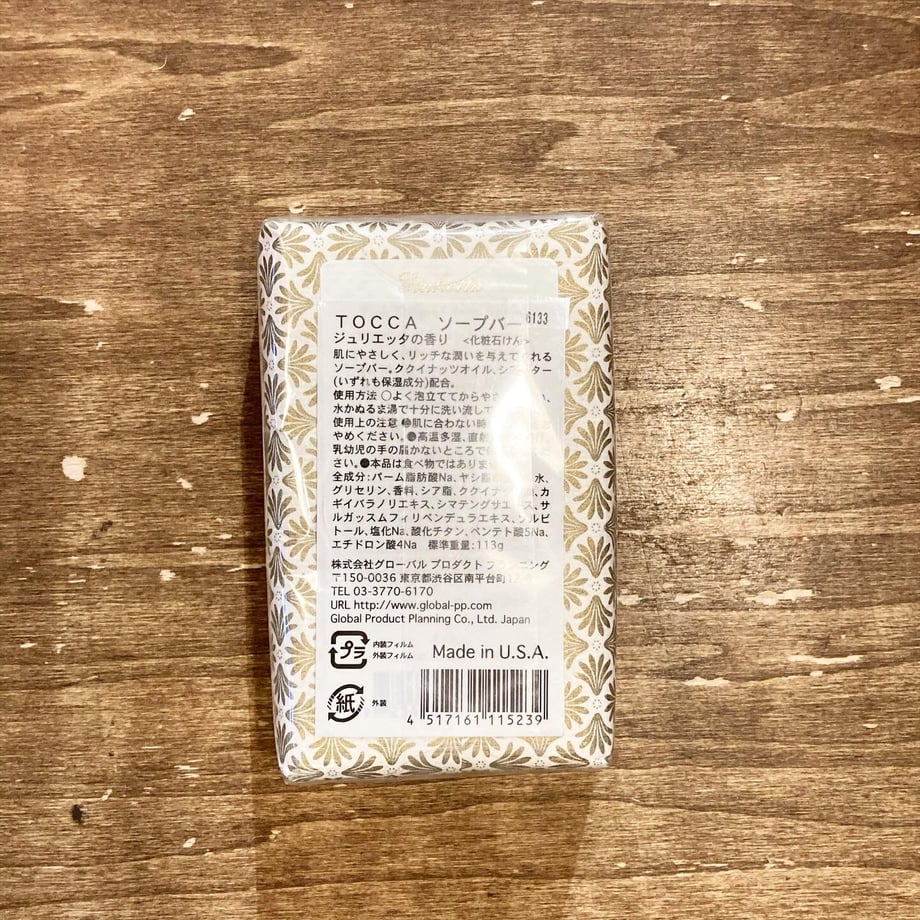 TOCCA ソープバー 6133
ジュリエッタの香り <化粧石けん>
肌にやさしく、リッチな潤いを与えてくれる
ソープバー。ククイナッツオイル、シアバター
(いずれも保湿成分)配合。
使用方法 ○よく泡立ててからやさ
水かぬるま湯で十分に洗い流して
使用上の注意 ●肌に合わない時
やめください。●高温多湿、直射
乳幼児の手の届かないところで
さい。●本品は食べ物ではありま
全成分:パーム脂肪酸Na、ヤシ脂 水、
グリセリン、香料、シア脂、ククイナ カ
ギイバラノリエキス、シマテングサエキス、サ
ルガッスムフィリペンデュラエキス、ソルビ
トール、塩化Na、酸化チタン、ペンテト酸5Na、
エチドロン酸4Na 標準重量:113g
株式会社グローバル プロダクト プランニング
〒150-0036 東京都渋谷区南平台町
TEL 03-3770-6170
URL http://www.global-pp.com
Global Product Planning Co., Ltd. Japan
プラ 内装フィルム
外装フィルム
Made in U.S.A.
紙 外装
4 517161 115239